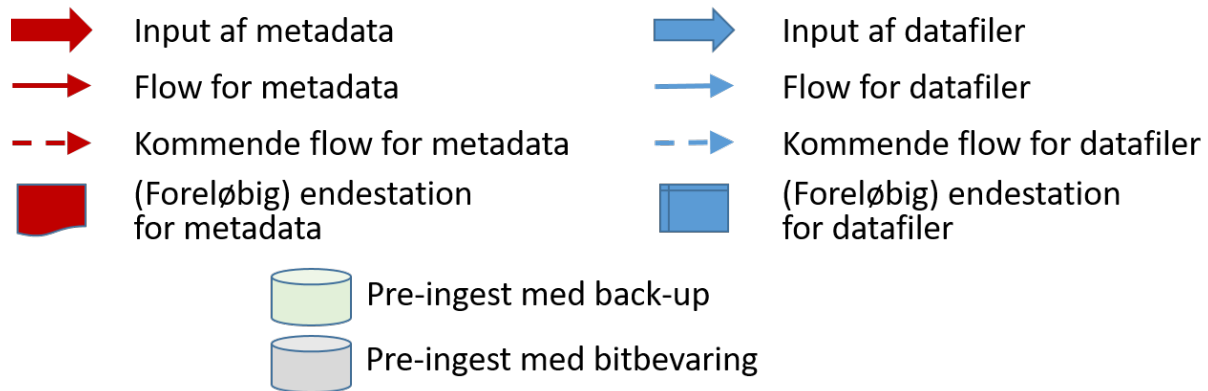 Input af metadata
Flow for metadata
Kommende flow for metadata
(Foreløbig) endestation
for metadata
Input af datafiler
Flow for datafiler
Kommende flow for datafiler
(Foreløbig) endestation
for datafiler
Pre-ingest med back-up
Pre-ingest med bitbevaring